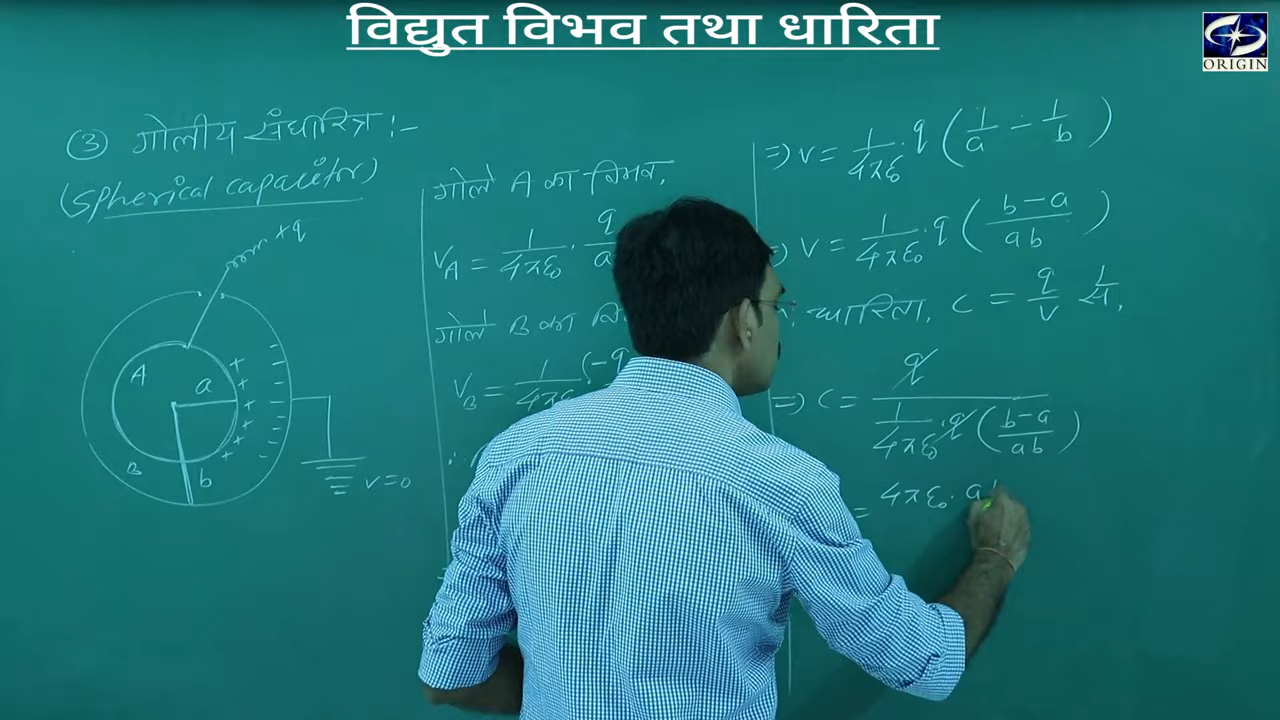 विद्युत विभव तथा धारिता
ORIGIN
③ गोलीय संधारित्र :-
(Spherical capacitor)
+q
A
a
B
b
+ + + + + +
- - - - - - - -
V=0
गोले A का विभव,
V_A = 1/4πε₀ · q/a
गोले B का
V_B = 1/4πε₀ (-q
⇒ V = 1/4πε₀ · q (1/a - 1/b)
⇒ V = 1/4πε₀ · q ((b-a)/ab)
धारिता, C = q/V से,
⇒ C = q / (1/4πε₀ · q ((b-a)/ab))
= 4πε₀ · ab